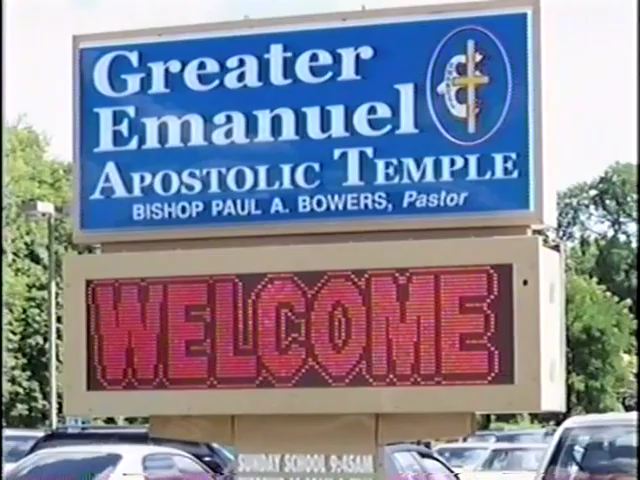 Greater
Emanuel
APOSTOLIC TEMPLE
BISHOP PAUL A. BOWERS, Pastor
WELCOME
SUNDAY SCHOOL 9:45AM